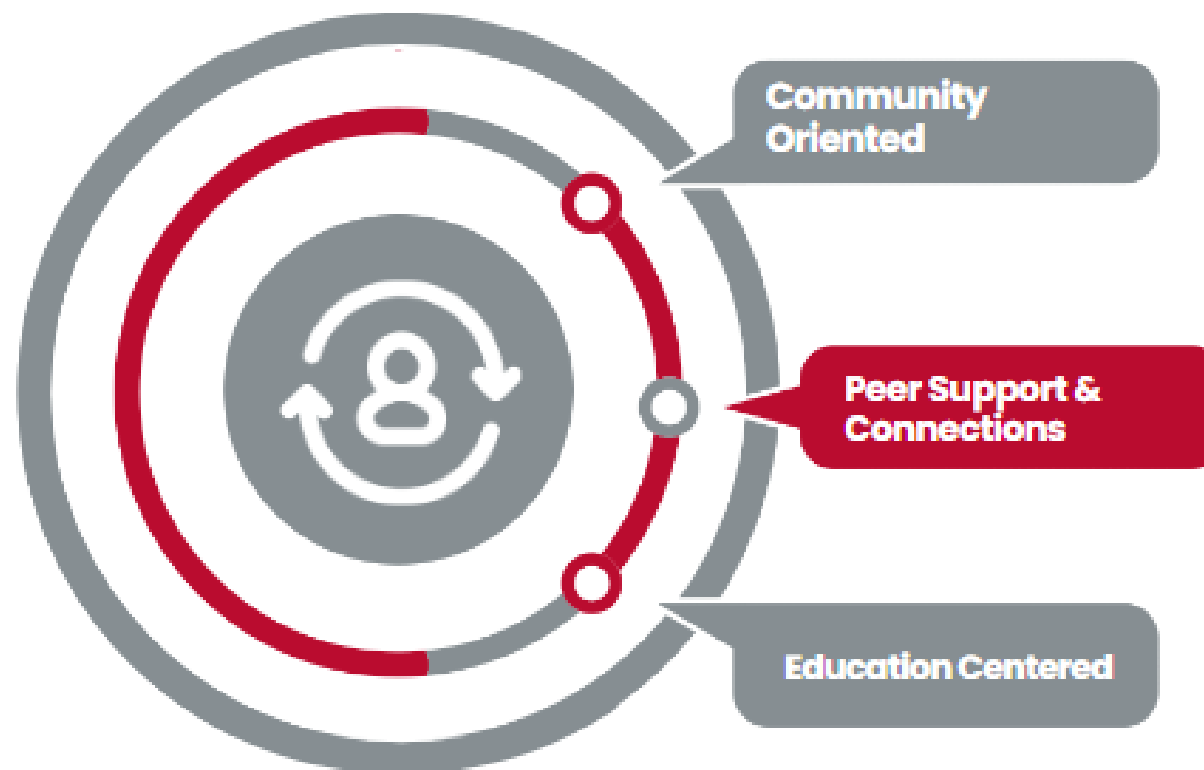 Community
Oriented
Peer Support &
Connections
Education Centered